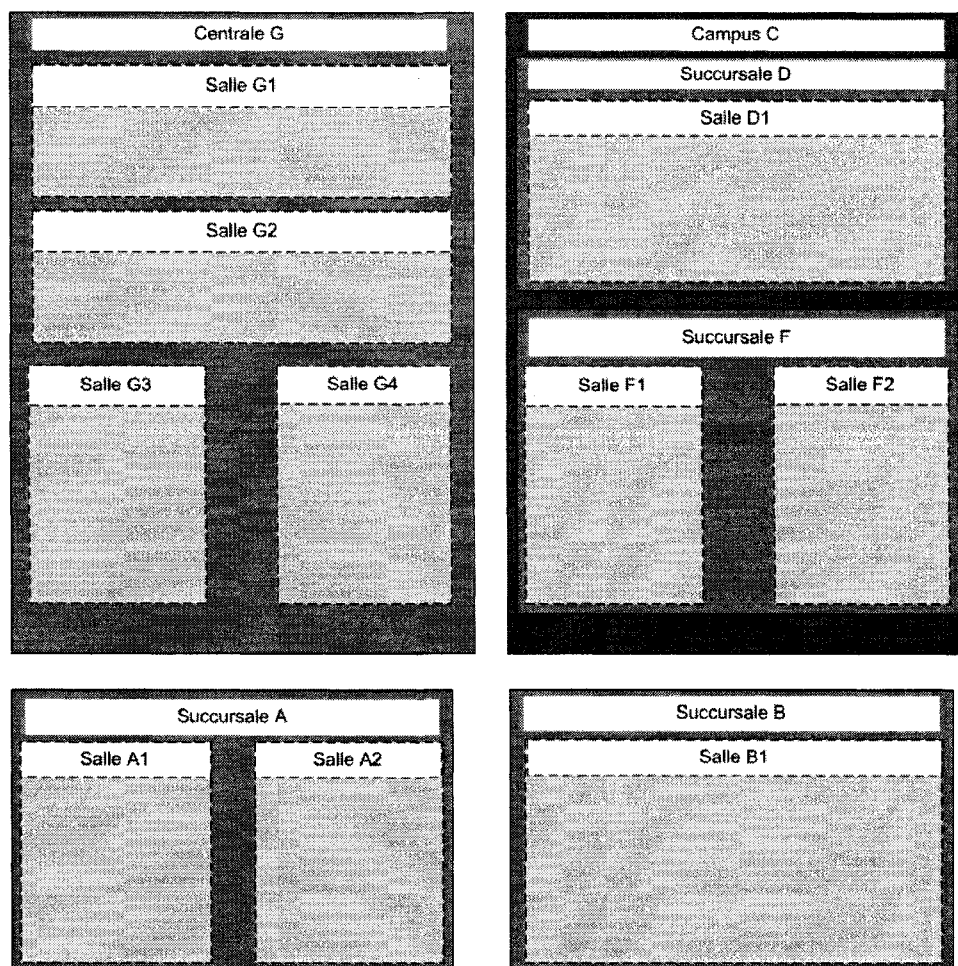 Centrale G
Salle G1
Salle G2
Salle G3
Salle G4
Campus C
Succursale D
Salle D1
Succursale F
Salle F1
Salle F2
Succursale A
Salle A1
Salle A2
Succursale B
Salle B1